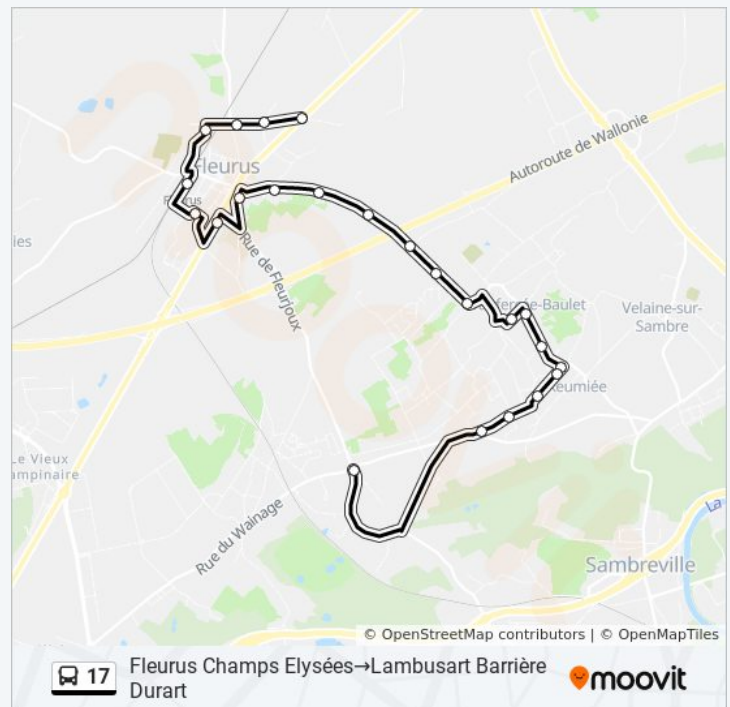 Autoroute de Wallonie
Fleurus
Rue de Fleurjoux
Velaine-sur-
Sambre
Le Vieux
Rue du Wainage
Sambreville
La
© OpenStreetMap contributors | © OpenMapTiles
17
Fleurus Champs Elysées→Lambusart Barrière
Durart
moovit